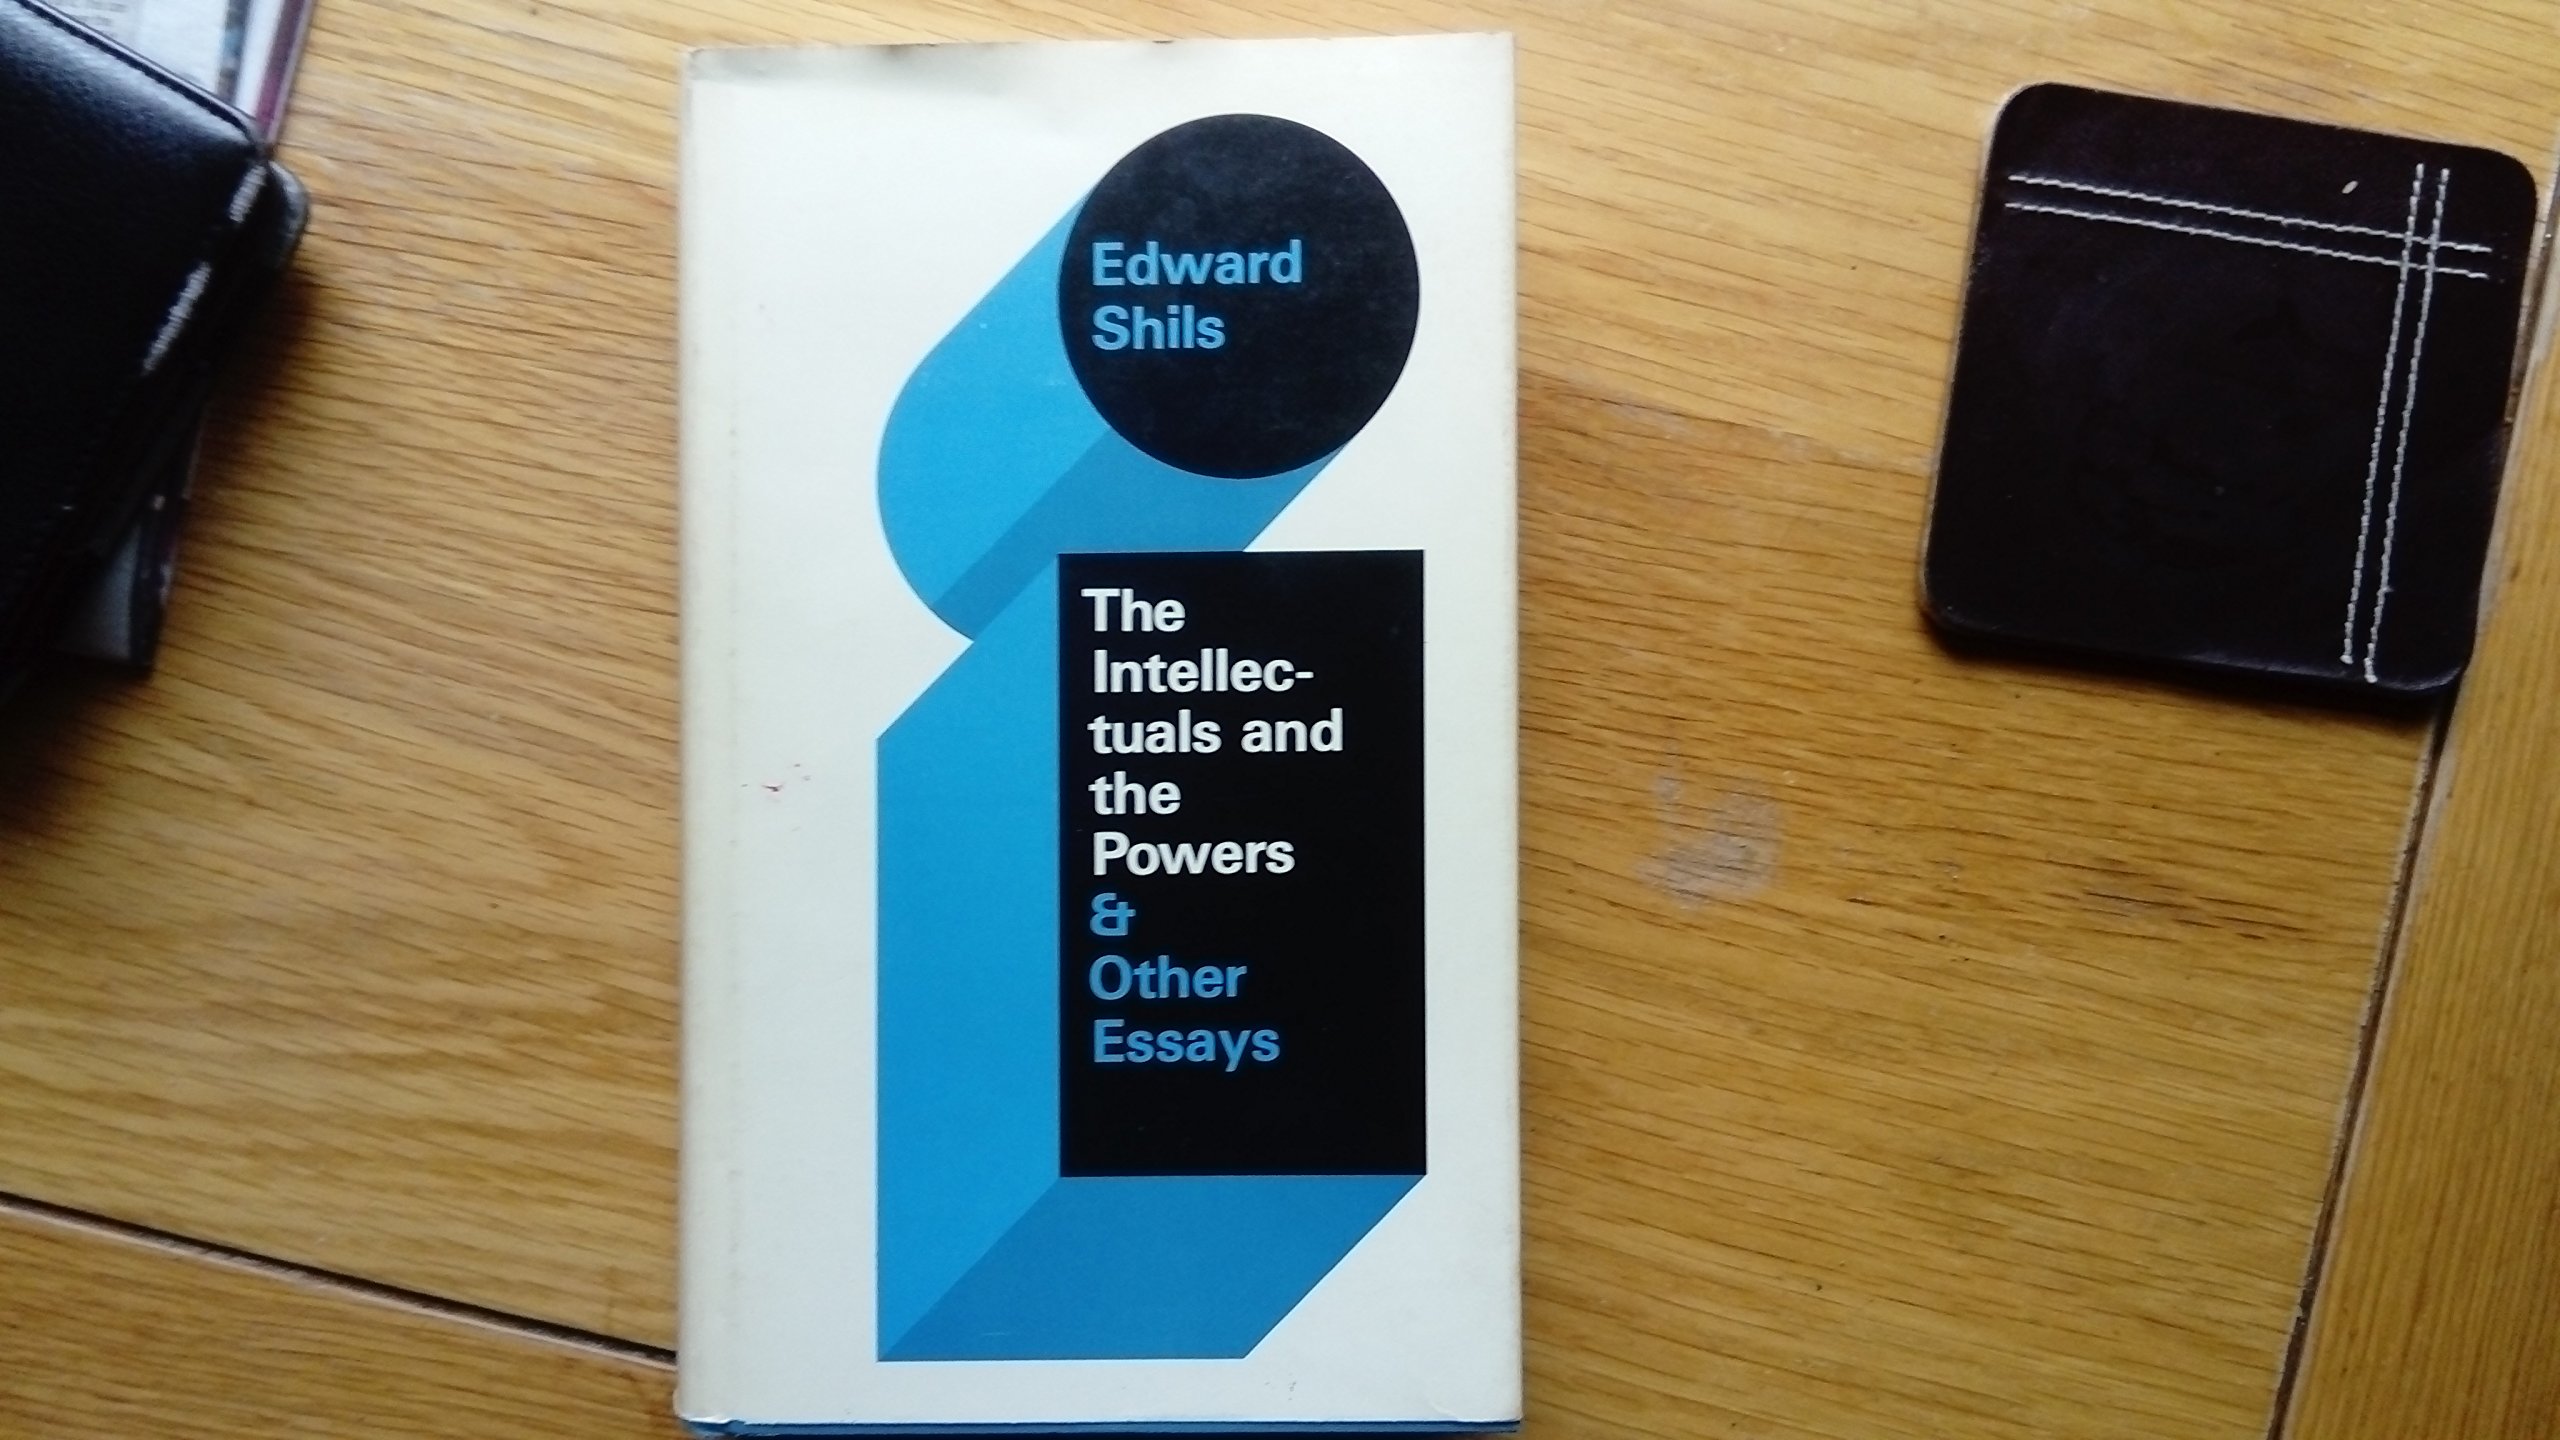 Edward
Shils
The
Intellec-
tuals and
the
Powers
&
Other
Essays